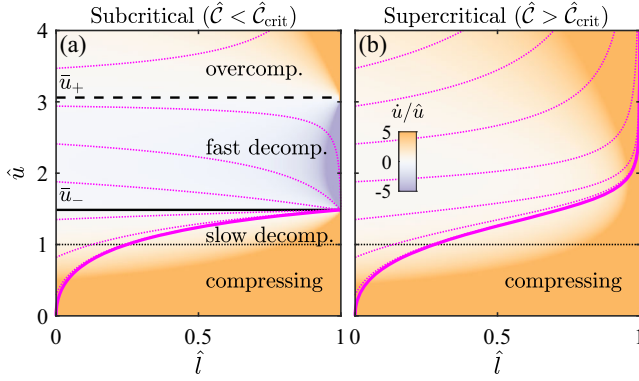 Subcritical (𝒞̂ < 𝒞̂crit)
Supercritical (𝒞̂ > 𝒞̂crit)
(a)
overcomp.
ū+
fast decomp.
ū−
slow decomp.
compressing
4
3
2
1
0
û
0
0.5
1
l̂
(b)
u̇/û
5
0
-5
compressing
0
0.5
1
l̂